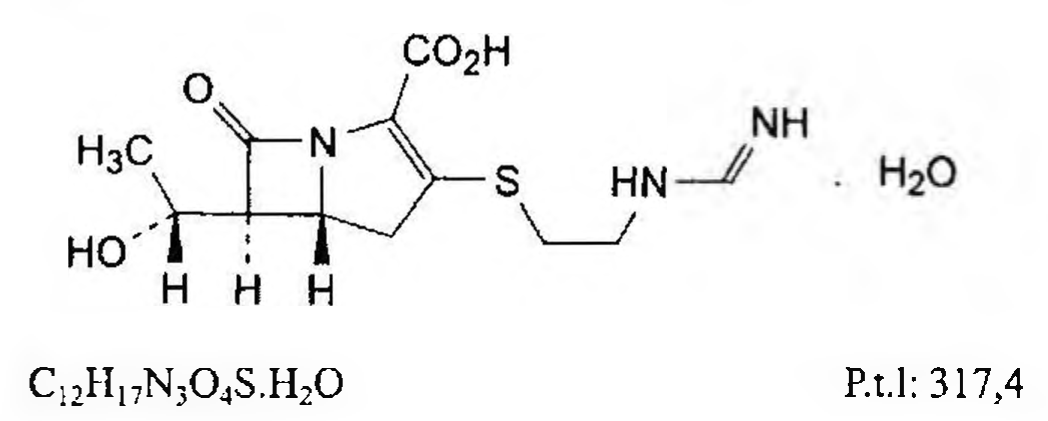 CO₂H
O
N
NH
H₃C
S
HN
. H₂O
HO
H H H
C₁₂H₁₇N₃O₄S.H₂O P.t.l: 317,4